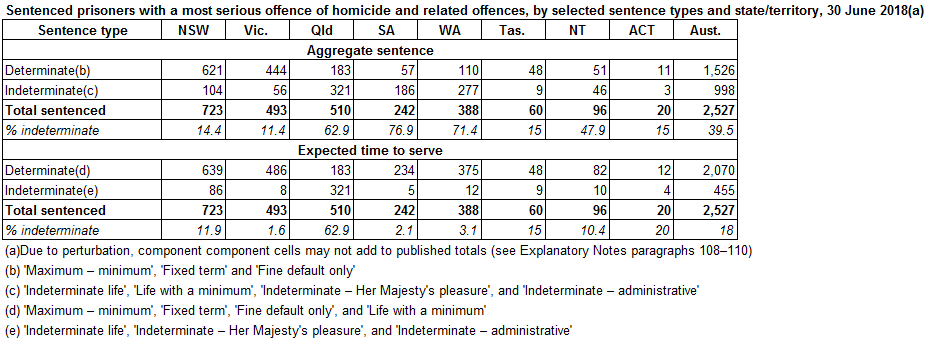 Sentenced prisoners with a most serious offence of homicide and related offences, by selected sentence types and state/territory, 30 June 2018(a)
Sentence type NSW Vic. Qld SA WA Tas. NT ACT Aust.
Aggregate sentence
Determinate(b) 621 444 183 57 110 48 51 11 1,526
Indeterminate(c) 104 56 321 186 277 9 46 3 998
Total sentenced 723 493 510 242 388 60 96 20 2,527
% indeterminate 14.4 11.4 62.9 76.9 71.4 15 47.9 15 39.5
Expected time to serve
Determinate(d) 639 486 183 234 375 48 82 12 2,070
Indeterminate(e) 86 8 321 5 12 9 10 4 455
Total sentenced 723 493 510 242 388 60 96 20 2,527
% indeterminate 11.9 1.6 62.9 2.1 3.1 15 10.4 20 18
(a)Due to perturbation, component component cells may not add to published totals (see Explanatory Notes paragraphs 108–110)
(b) 'Maximum – minimum', 'Fixed term' and 'Fine default only'
(c) 'Indeterminate life', 'Life with a minimum', 'Indeterminate – Her Majesty's pleasure', and 'Indeterminate – administrative'
(d) 'Maximum – minimum', 'Fixed term', 'Fine default only', and 'Life with a minimum'
(e) 'Indeterminate life', 'Indeterminate – Her Majesty's pleasure', and 'Indeterminate – administrative'